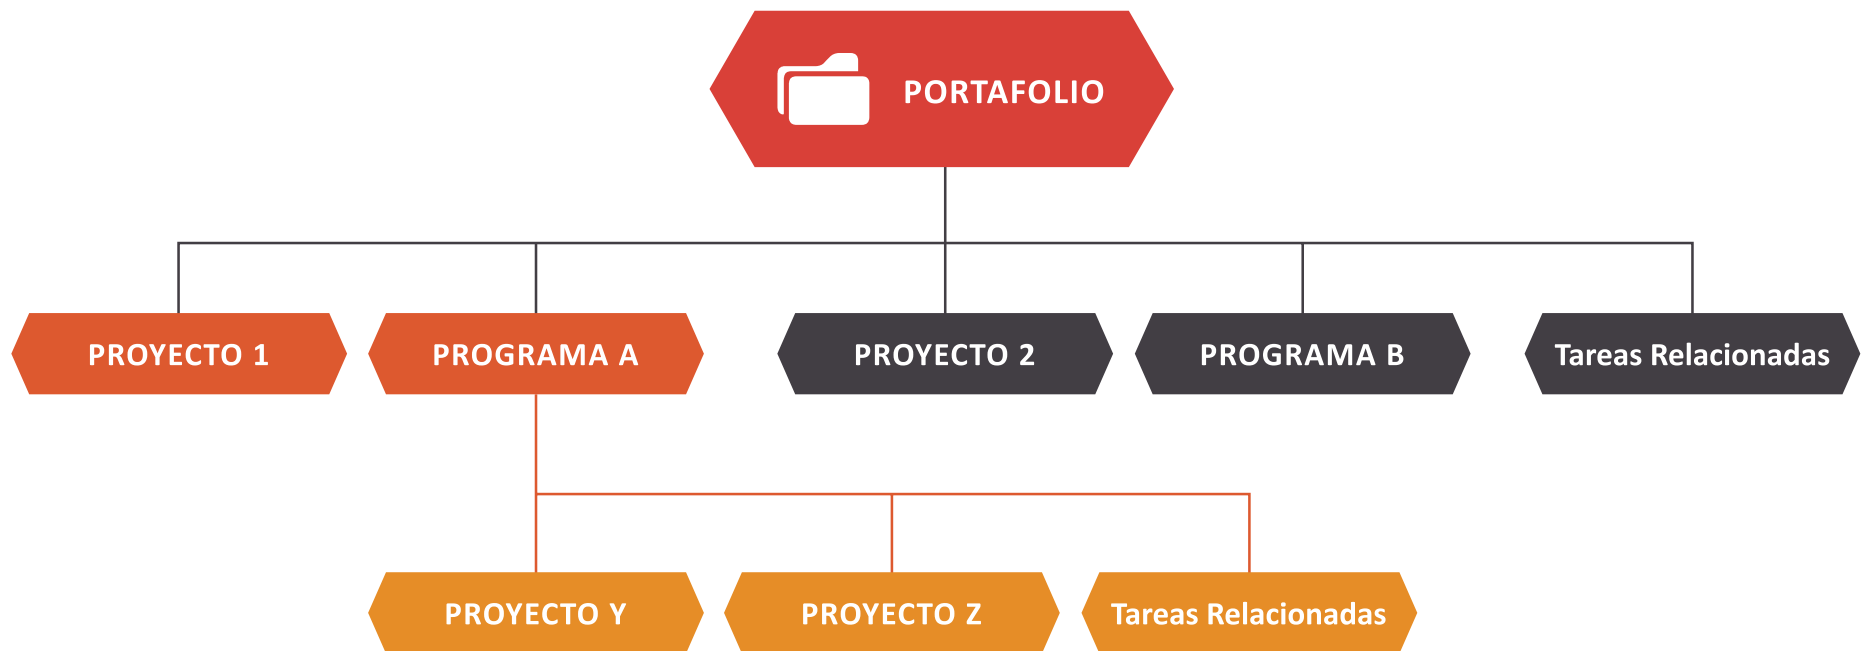 PORTAFOLIO
PROYECTO 1
PROGRAMA A
PROYECTO 2
PROGRAMA B
Tareas Relacionadas
PROYECTO Y
PROYECTO Z
Tareas Relacionadas